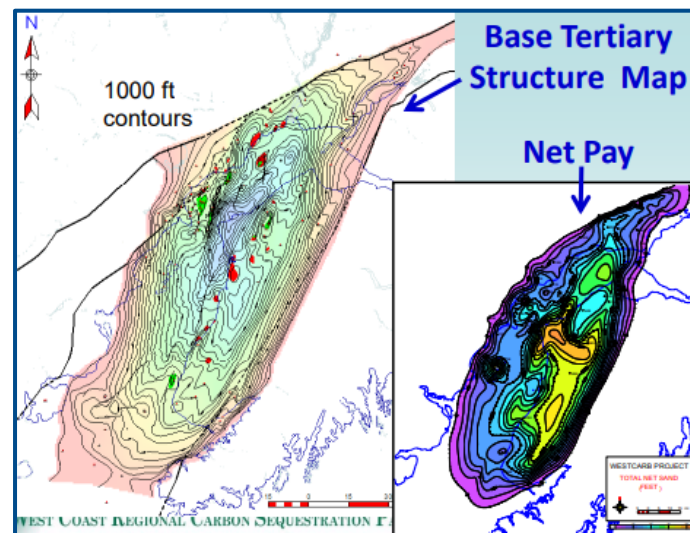 N
1000 ft
contours
Base Tertiary
Structure Map
Net Pay
WESTCARB PROJECT
TOTAL NET SAND
(FEET)
WEST COAST REGIONAL CARBON SEQUESTRATION